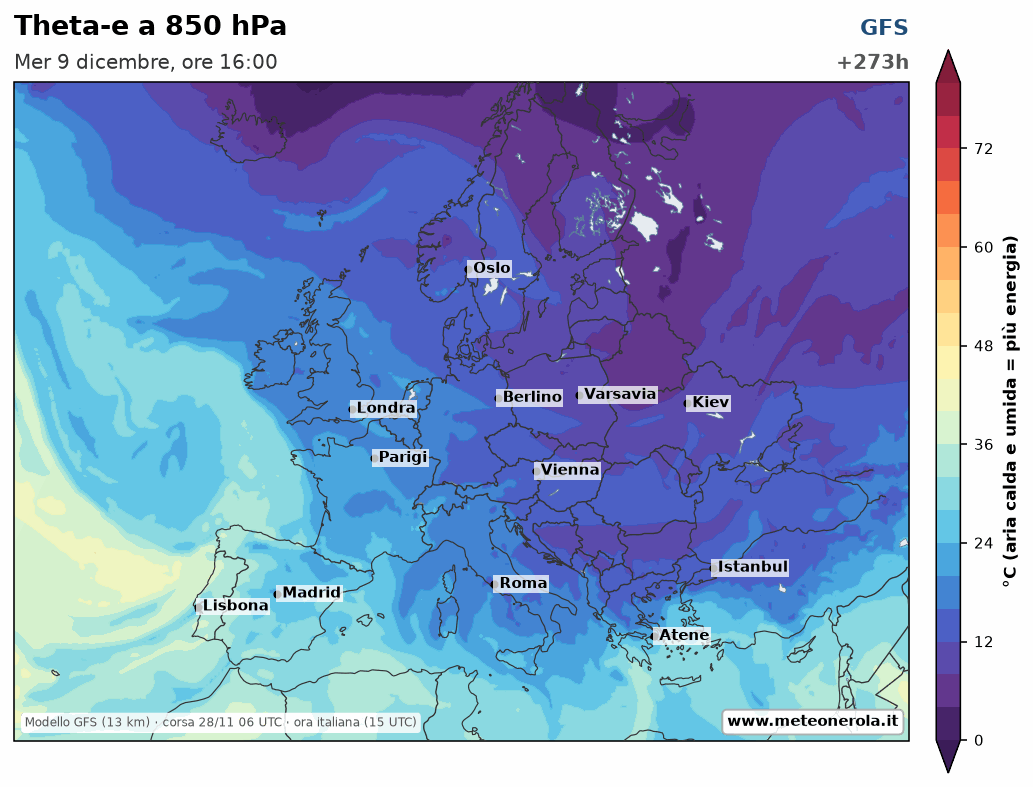 Theta-e a 850 hPa
GFS
Mer 9 dicembre, ore 16:00
+273h
72
60
48
36
24
12
0
°C (aria calda e umida = più energia)
Oslo
Berlino
Varsavia
Kiev
Londra
Parigi
Vienna
Istanbul
Roma
Madrid
Lisbona
Atene
Modello GFS (13 km) · corsa 28/11 06 UTC · ora italiana (15 UTC)
www.meteonerola.it